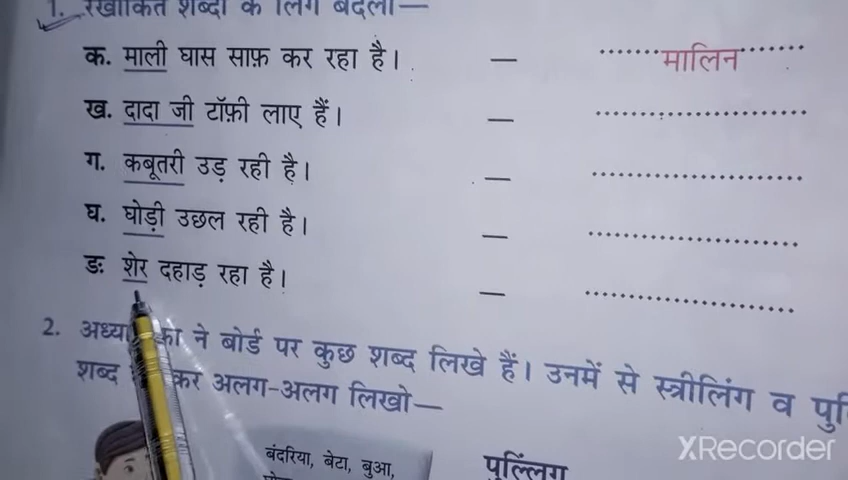 1. रेखांकित शब्दों के लिंग बदलो—
क. माली घास साफ़ कर रहा है। — मालिन
ख. दादा जी टॉफ़ी लाए हैं। —
ग. कबूतरी उड़ रही है। —
घ. घोड़ी उछल रही है। —
ङ. शेर दहाड़ रहा है। —
2. ने बोर्ड पर कुछ शब्द लिखे हैं। उनमें से स्त्रीलिंग व
शब्द कर अलग-अलग लिखो—
बंदरिया, बेटा, बुआ, पुल्लिंग
XRecorder